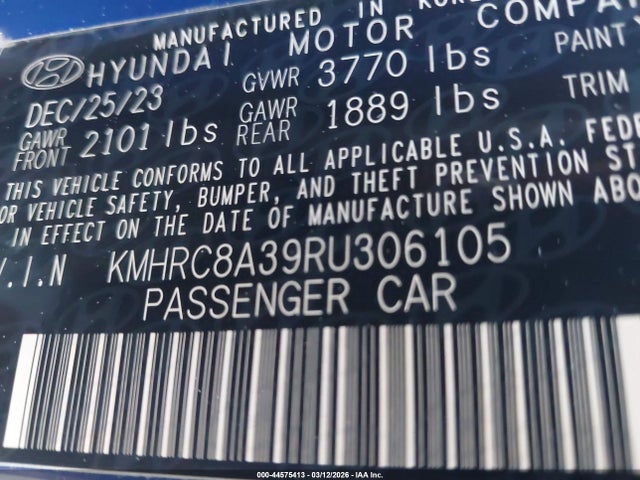 MANUFACTURED IN KOR
HYUNDAI MOTOR COMPA
DEC/25/23 GVWR 3770 lbs PAINT
GAWR FRONT 2101 lbs GAWR REAR 1889 lbs TRIM
THIS VEHICLE CONFORMS TO ALL APPLICABLE U.S.A. FEDE
OR VEHICLE SAFETY, BUMPER, AND THEFT PREVENTION ST
IN EFFECT ON THE DATE OF MANUFACTURE SHOWN ABO
V.I.N KMHRC8A39RU306105
PASSENGER CAR
000-44575413 - 03/12/2026 - IAA Inc.